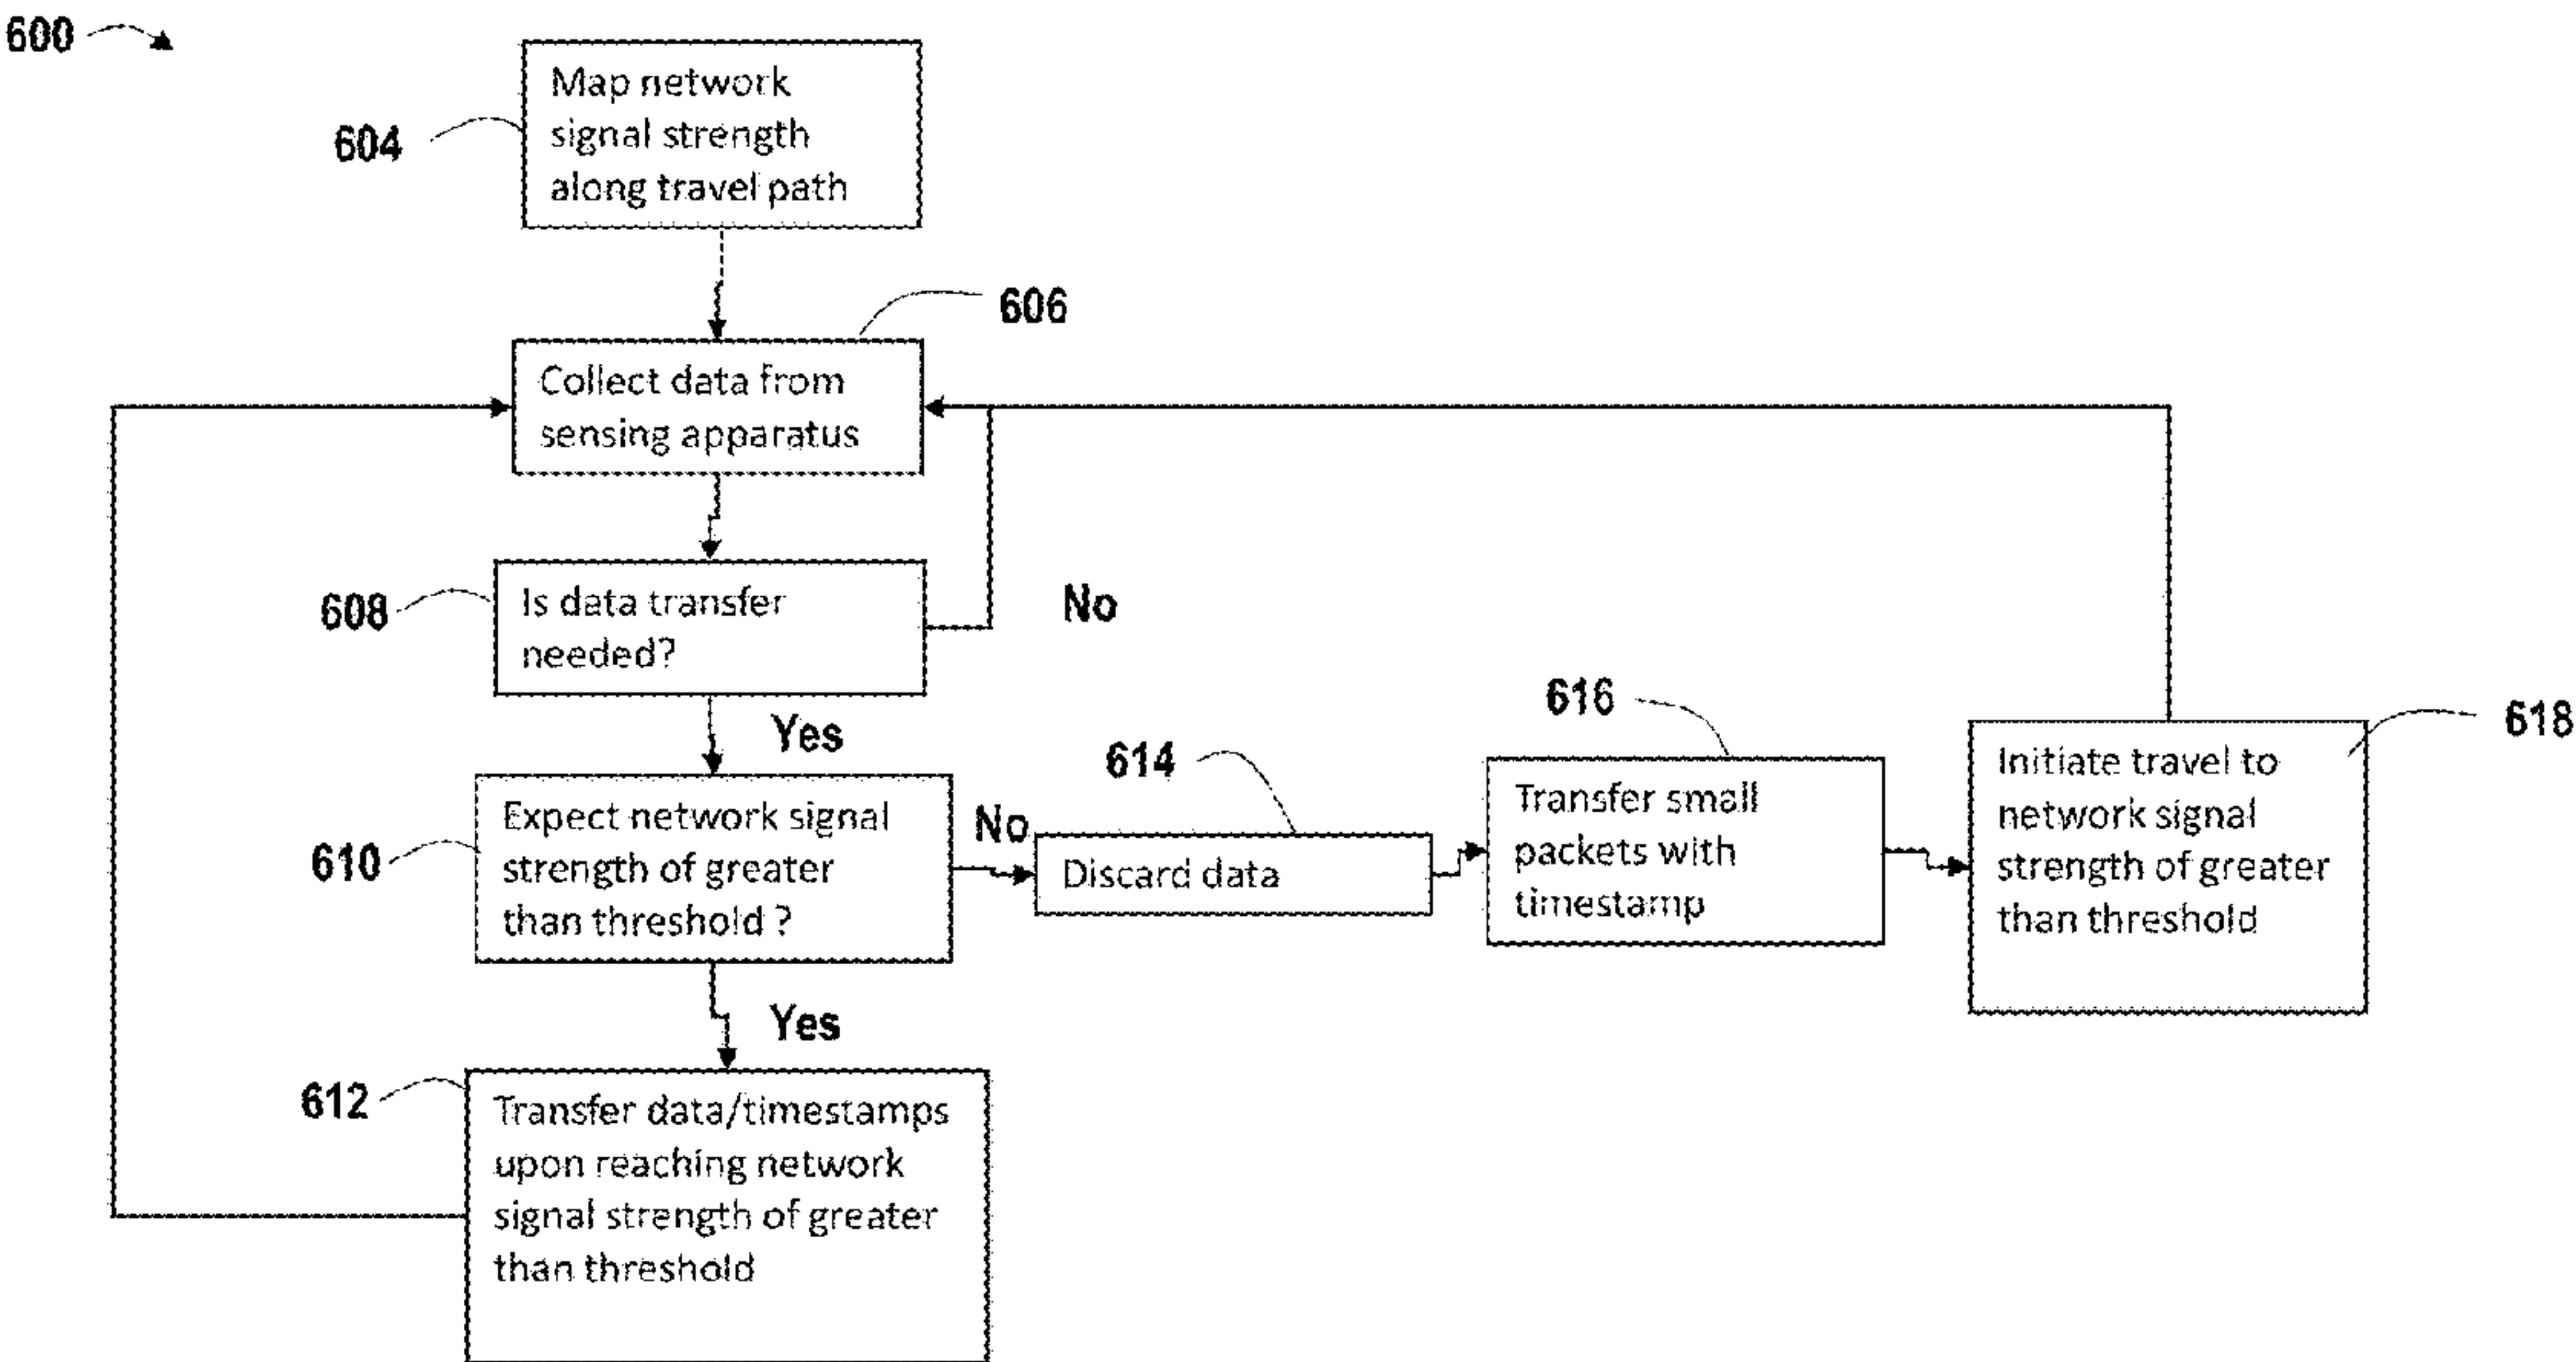 600
604
Map network
signal strength
along travel path
606
Collect data from
sensing apparatus
608
Is data transfer
needed?
No
Yes
610
Expect network signal
strength of greater
than threshold ?
No
614
Discard data
616
Transfer small
packets with
timestamp
618
Initiate travel to
network signal
strength of greater
than threshold
Yes
612
Transfer data/timestamps
upon reaching network
signal strength of greater
than threshold